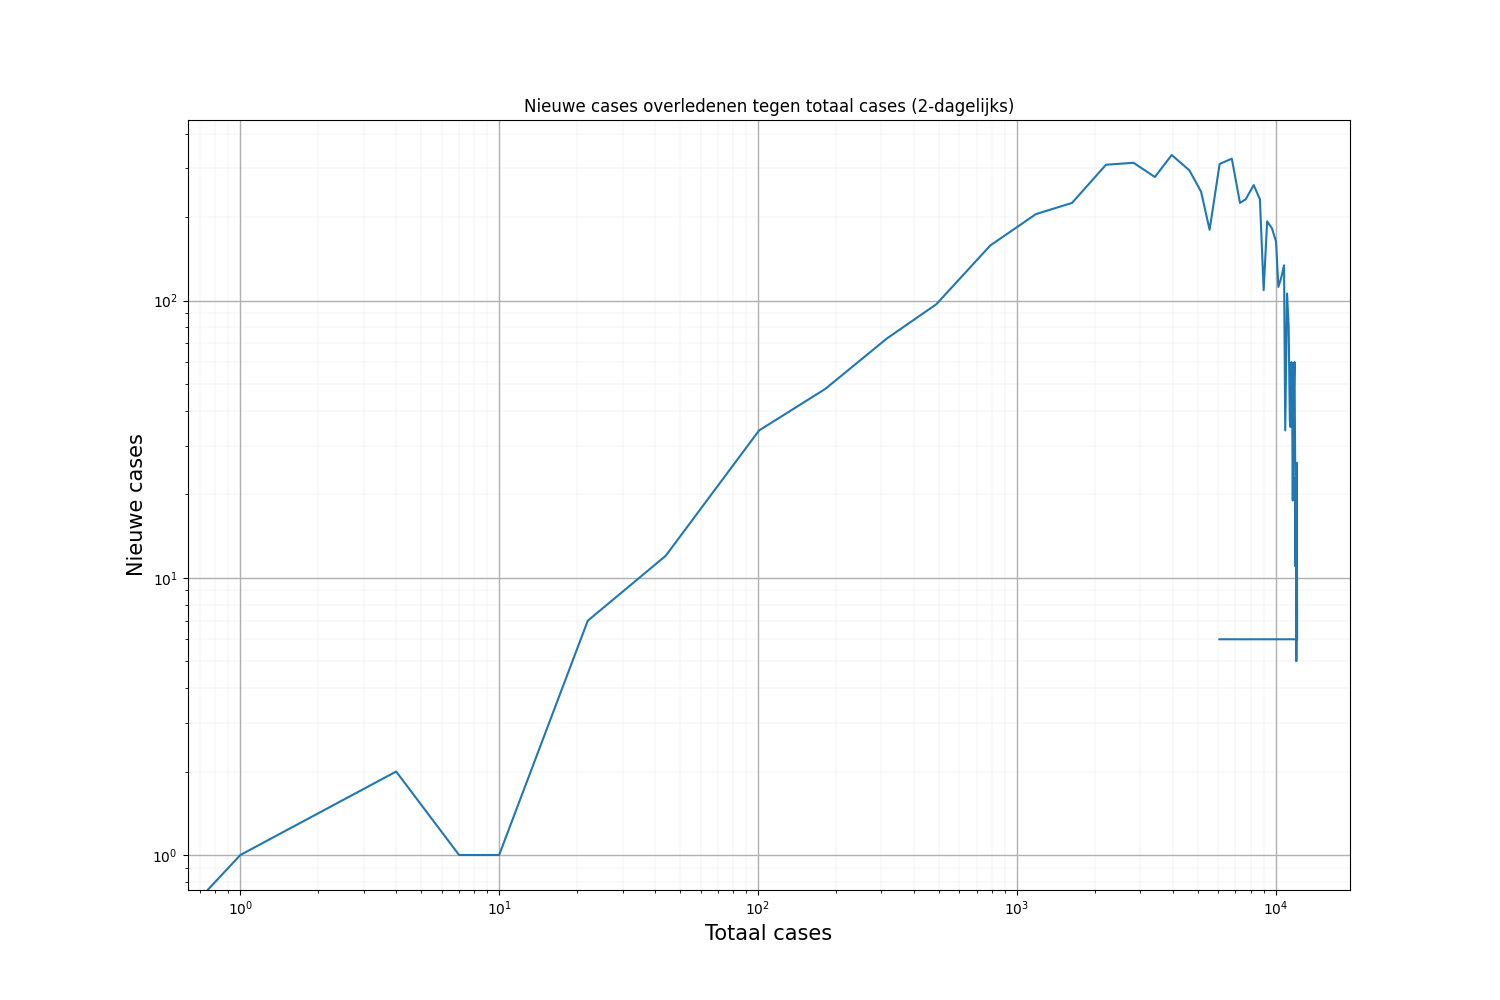 Nieuwe cases overledenen tegen totaal cases (2-dagelijks)
Nieuwe cases
10²
10¹
10⁰
10⁰ 10¹ 10² 10³ 10⁴
Totaal cases